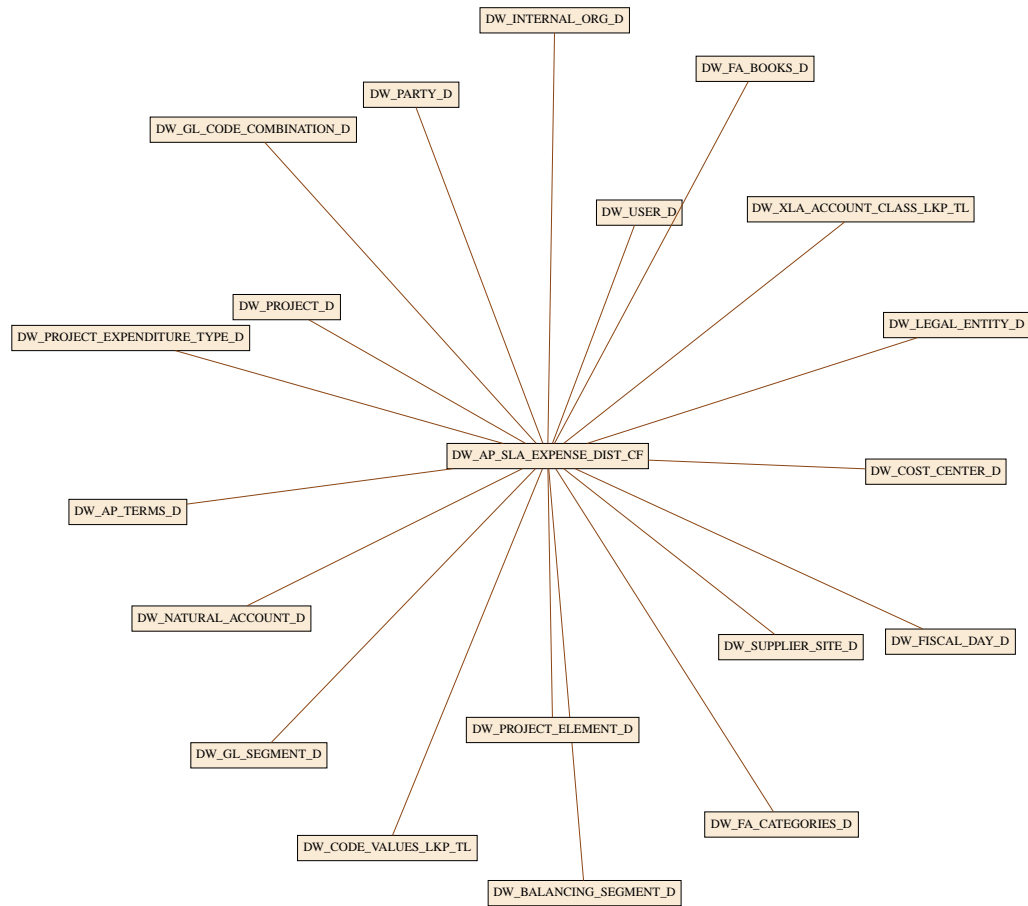 DW_INTERNAL_ORG_D
DW_FA_BOOKS_D
DW_PARTY_D
DW_GL_CODE_COMBINATION_D
DW_USER_D
DW_XLA_ACCOUNT_CLASS_LKP_TL
DW_PROJECT_D
DW_LEGAL_ENTITY_D
DW_PROJECT_EXPENDITURE_TYPE_D
DW_AP_SLA_EXPENSE_DIST_CF
DW_COST_CENTER_D
DW_AP_TERMS_D
DW_NATURAL_ACCOUNT_D
DW_FISCAL_DAY_D
DW_SUPPLIER_SITE_D
DW_PROJECT_ELEMENT_D
DW_GL_SEGMENT_D
DW_FA_CATEGORIES_D
DW_CODE_VALUES_LKP_TL
DW_BALANCING_SEGMENT_D